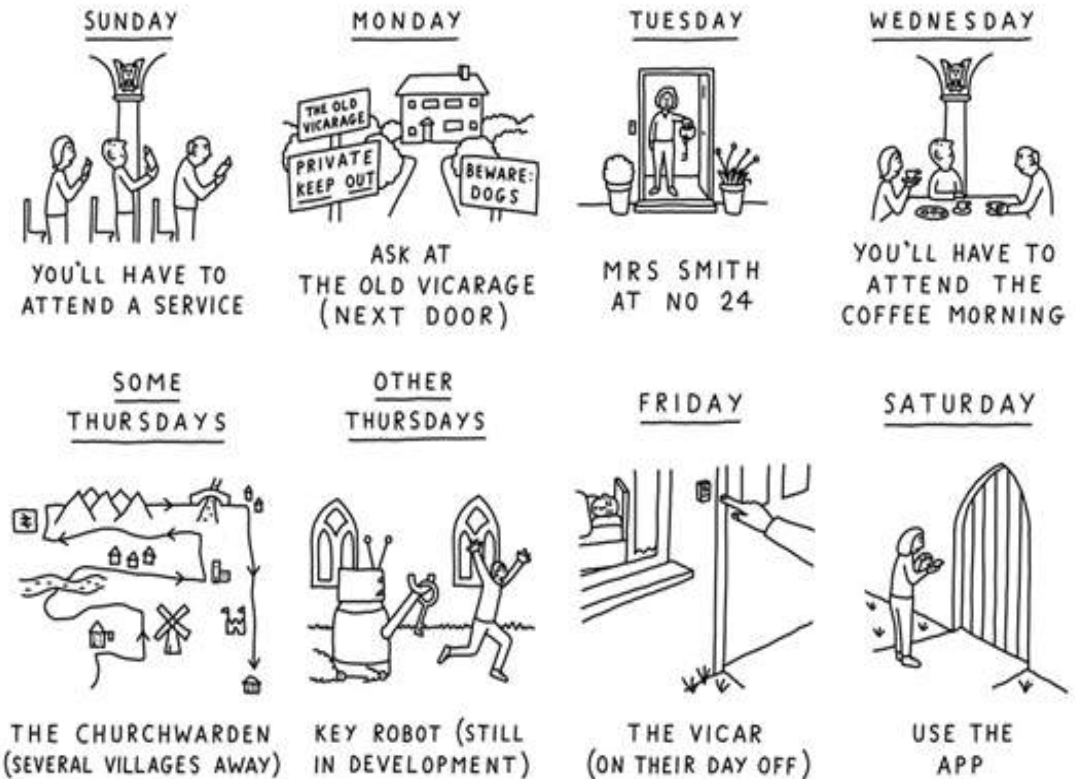 SUNDAY
YOU'LL HAVE TO
ATTEND A SERVICE
MONDAY
THE OLD
VICARAGE
PRIVATE
KEEP OUT
BEWARE:
DOGS
ASK AT
THE OLD VICARAGE
(NEXT DOOR)
TUESDAY
MRS SMITH
AT NO 24
WEDNESDAY
YOU'LL HAVE TO
ATTEND THE
COFFEE MORNING
SOME
THURSDAYS
THE CHURCHWARDEN
(SEVERAL VILLAGES AWAY)
OTHER
THURSDAYS
KEY ROBOT (STILL
IN DEVELOPMENT)
FRIDAY
THE VICAR
(ON THEIR DAY OFF)
SATURDAY
USE THE
APP